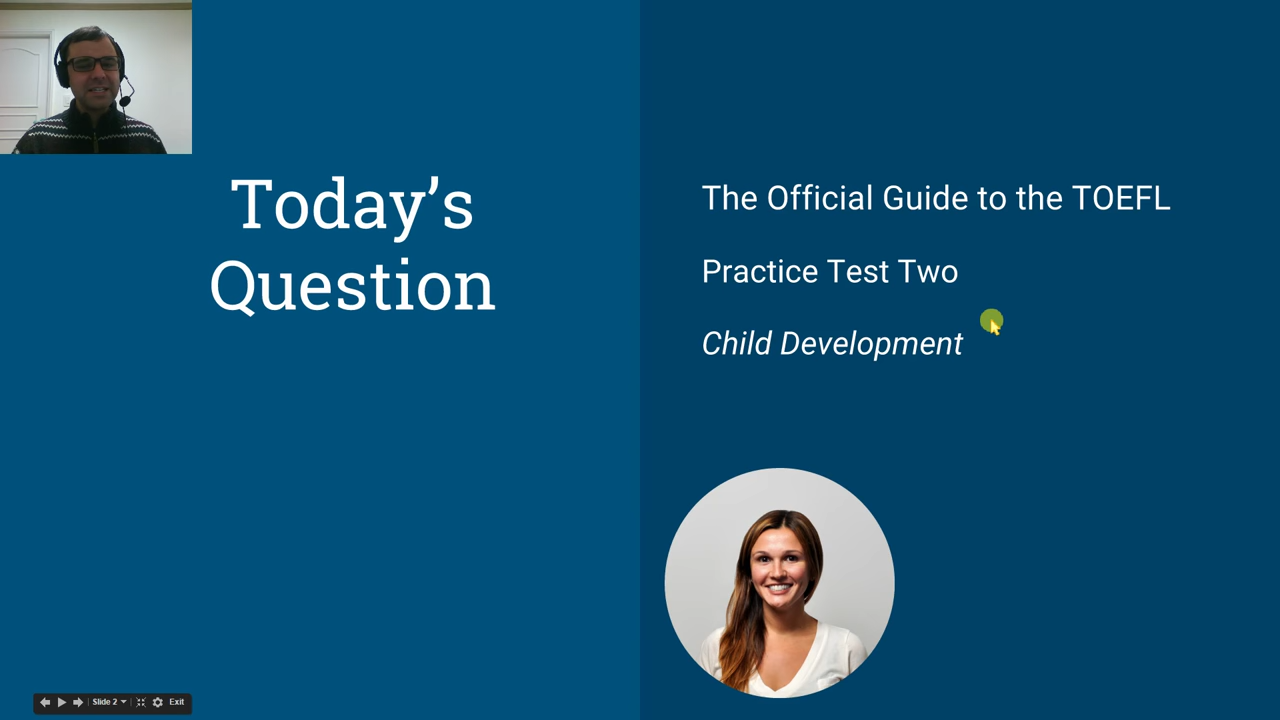 Today’s
Question
The Official Guide to the TOEFL
Practice Test Two
Child Development
Slide 2
Exit